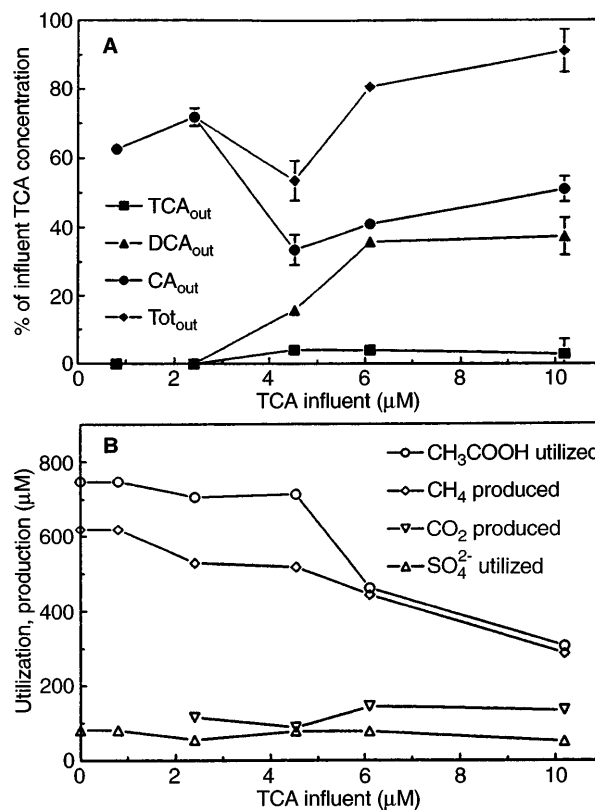 A
% of influent TCA concentration
100
80
60
40
20
0
TCAout
DCAout
CAout
Totout
0 2 4 6 8 10
TCA influent (μM)
B
Utilization, production (μM)
800
600
400
200
0
CH3COOH utilized
CH4 produced
CO2 produced
SO4 2- utilized
0 2 4 6 8 10
TCA influent (μM)